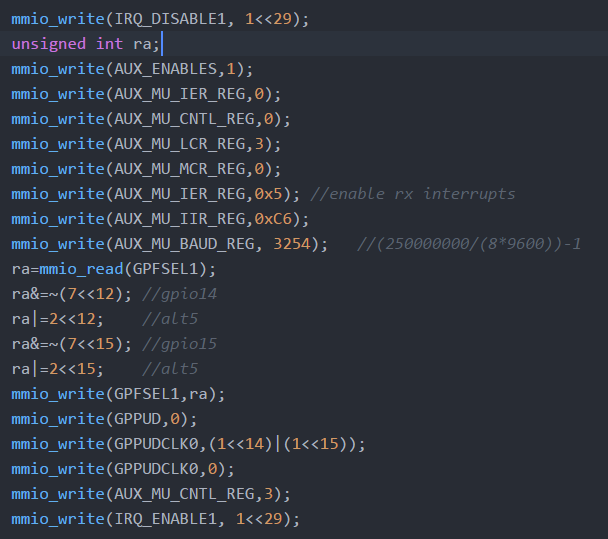 mmio_write(IRQ_DISABLE1, 1<<29);
unsigned int ra;
mmio_write(AUX_ENABLES,1);
mmio_write(AUX_MU_IER_REG,0);
mmio_write(AUX_MU_CNTL_REG,0);
mmio_write(AUX_MU_LCR_REG,3);
mmio_write(AUX_MU_MCR_REG,0);
mmio_write(AUX_MU_IER_REG,0x5); //enable rx interrupts
mmio_write(AUX_MU_IIR_REG,0xC6);
mmio_write(AUX_MU_BAUD_REG, 3254);   //(250000000/(8*9600))-1
ra=mmio_read(GPFSEL1);
ra&=~(7<<12); //gpio14
ra|=2<<12;    //alt5
ra&=~(7<<15); //gpio15
ra|=2<<15;    //alt5
mmio_write(GPFSEL1,ra);
mmio_write(GPPUD,0);
mmio_write(GPPUDCLK0,(1<<14)|(1<<15));
mmio_write(GPPUDCLK0,0);
mmio_write(AUX_MU_CNTL_REG,3);
mmio_write(IRQ_ENABLE1, 1<<29);